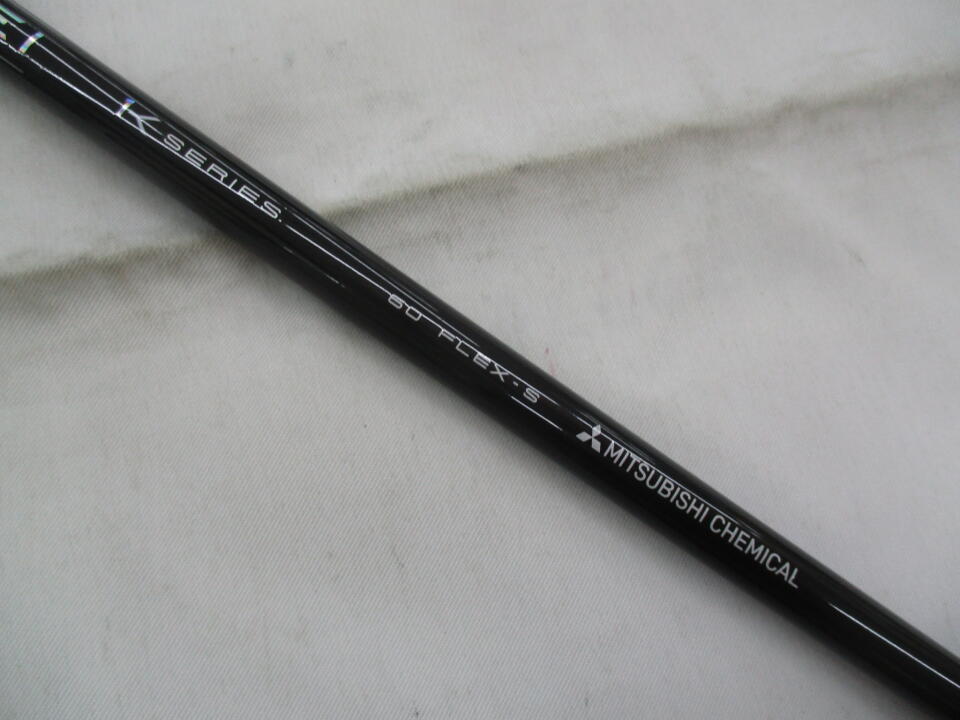 K SERIES
60 FLEX-S
MITSUBISHI CHEMICAL